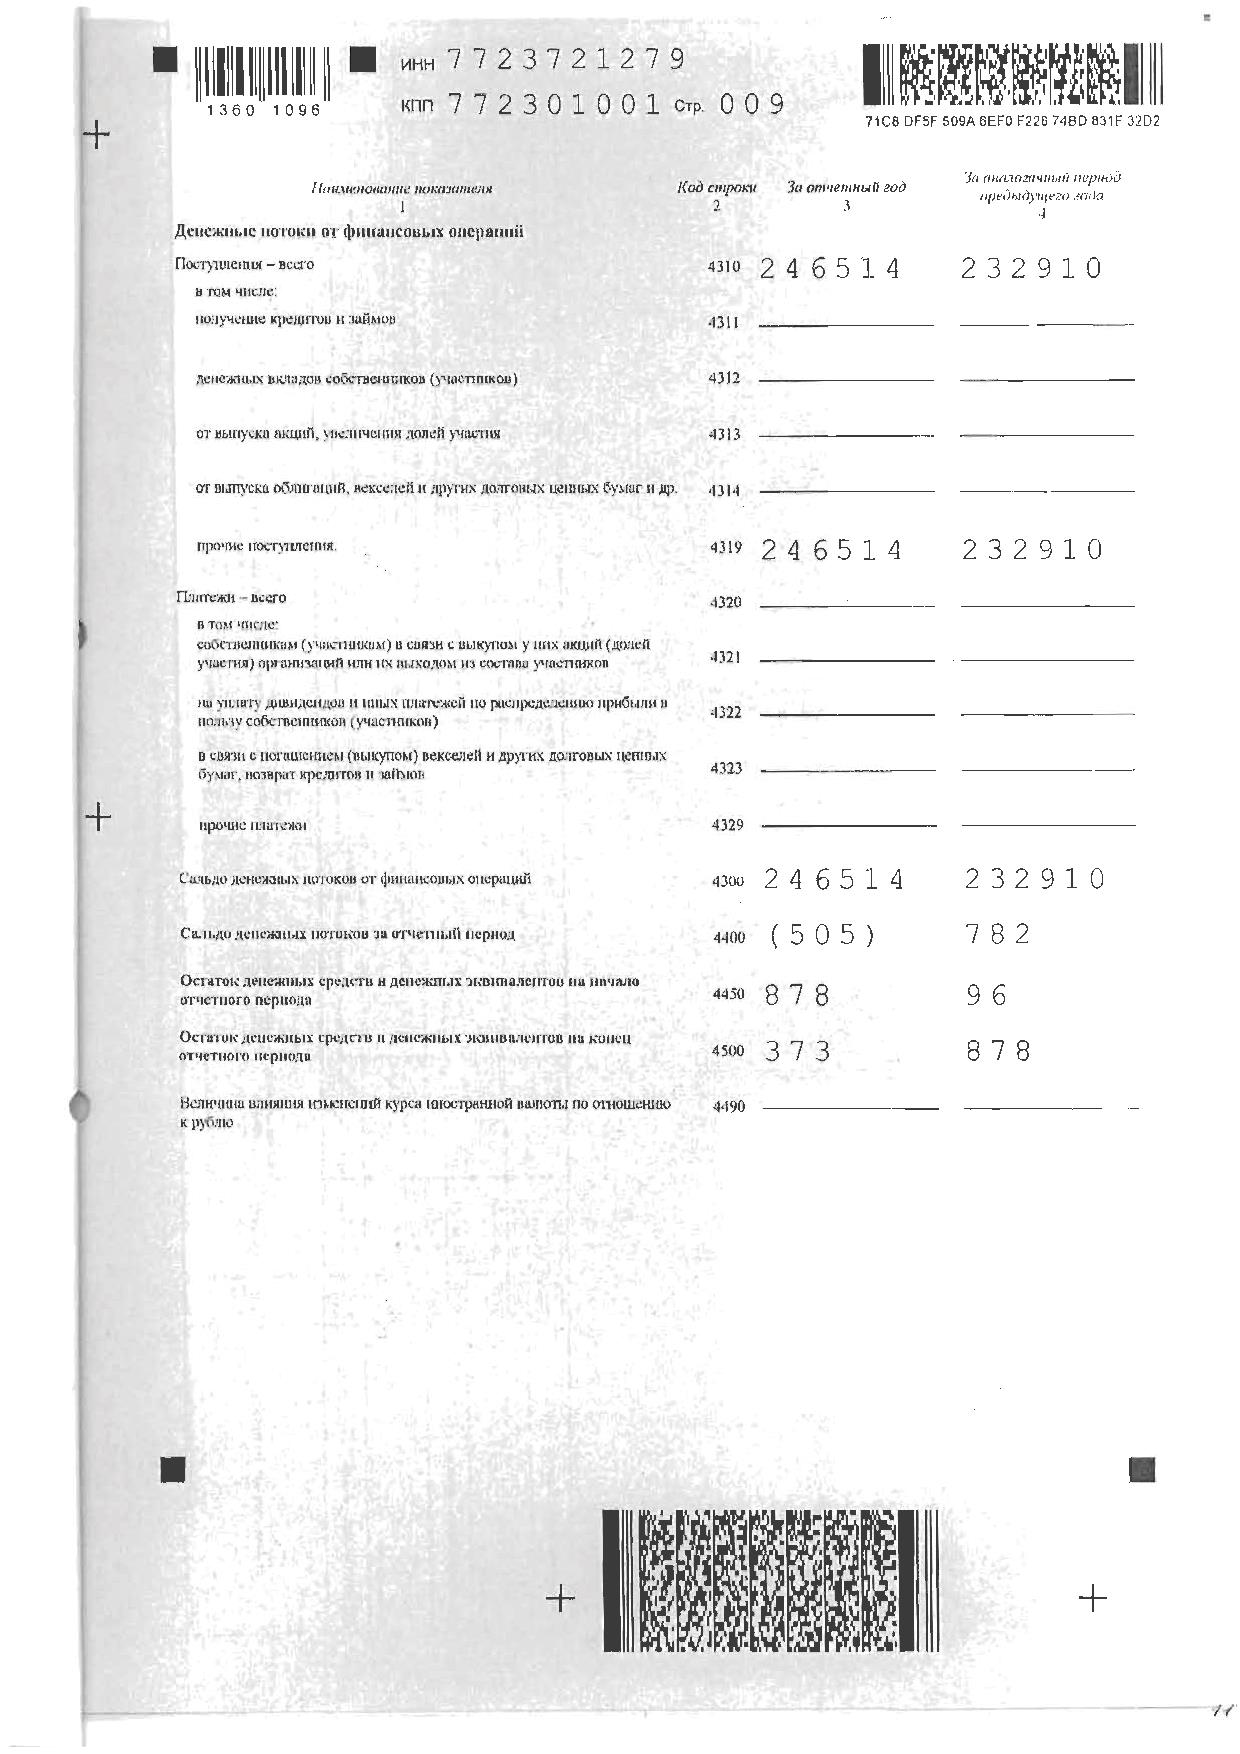 ИНН 7723721279
1360 1096
КПП 772301001 Стр. 009
71C8 DF5F 509A 6EF0 F226 74BD 831F 32D2
Наименование показателя Код строки За отчетный год За аналогичный период предыдущего года
1 2 3 4
Денежные потоки от финансовых операций
Поступления – всего 4310 246514 232910
в том числе:
получение кредитов и займов 4311
денежных вкладов собственников (участников) 4312
от выпуска акций, увеличения долей участия 4313
от выпуска облигаций, векселей и других долговых ценных бумаг и др. 4314
прочие поступления 4319 246514 232910
Платежи – всего 4320
в том числе:
собственникам (участникам) в связи с выкупом у них акций (долей
участия) организаций или их выходом из состава участников 4321
на уплату дивидендов и иных платежей по распределению прибыли в
пользу собственников (участников) 4322
в связи с погашением (выкупом) векселей и других долговых ценных
бумаг, возврат кредитов и займов 4323
прочие платежи 4329
Сальдо денежных потоков от финансовых операций 4300 246514 232910
Сальдо денежных потоков за отчетный период 4400 (505) 782
Остаток денежных средств и денежных эквивалентов на начало
отчетного периода 4450 878 96
Остаток денежных средств и денежных эквивалентов на конец
отчетного периода 4500 373 878
Величина влияния изменений курса иностранной валюты по отношению
к рублю 4490